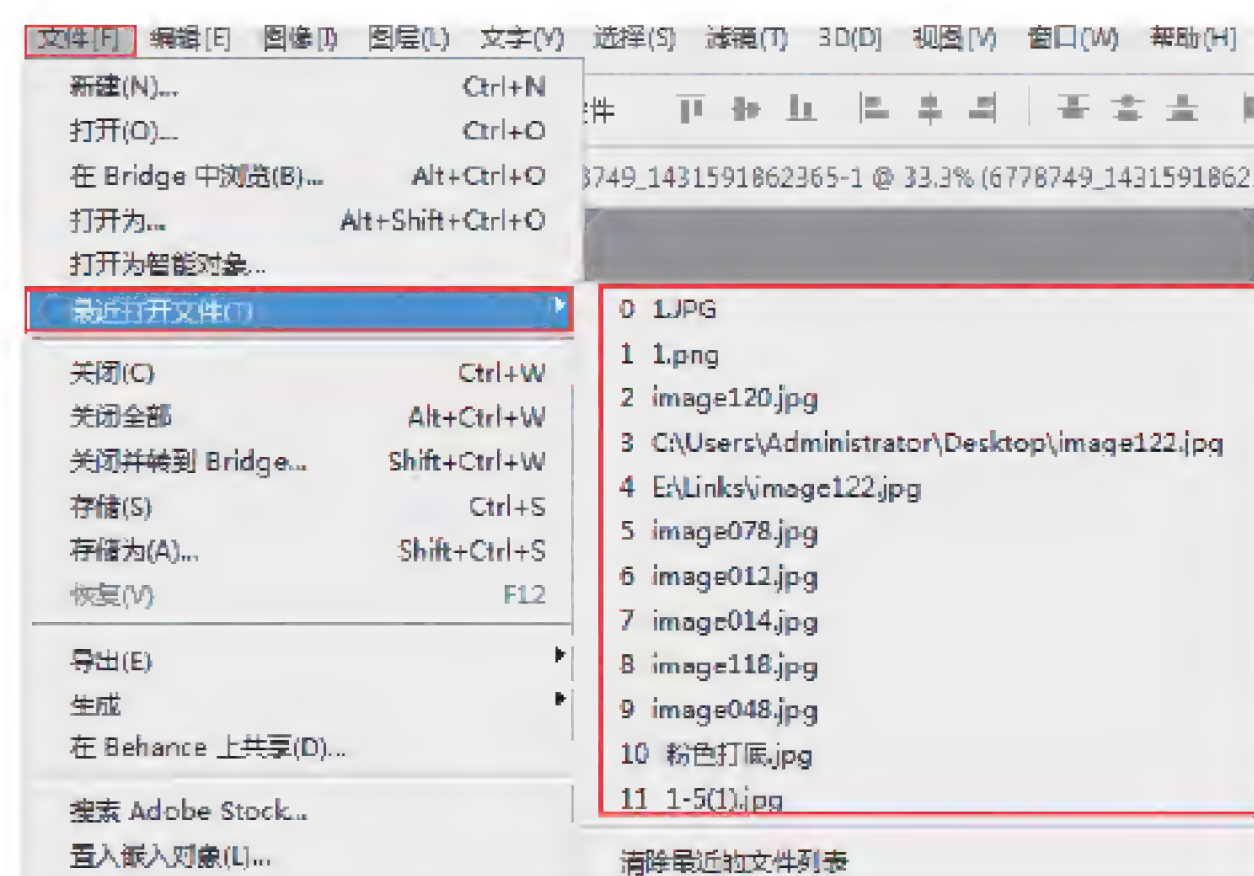 文件[F] 编辑[E] 图像[I] 图层(L) 文字(Y) 选择(S) 滤镜(T) 3D(D) 视图[V] 窗口(W) 帮助(H)
新建(N)... Ctrl+N
打开(O)... Ctrl+O
件
在 Bridge 中浏览(B)... Alt+Ctrl+O
3749_1431591862365-1 @ 33.3% (6778749_1431591862
打开为... Alt+Shift+Ctrl+O
打开为智能对象...
最近打开文件(T)
关闭(C) Ctrl+W
关闭全部 Alt+Ctrl+W
关闭并转到 Bridge... Shift+Ctrl+W
存储(S) Ctrl+S
存储为(A)... Shift+Ctrl+S
恢复(V) F12
导出(E)
生成
在 Behance 上共享(D)...
搜索 Adobe Stock...
置入嵌入对象(L)...
0 1.JPG
1 1.png
2 image120.jpg
3 C:\Users\Administrator\Desktop\image122.jpg
4 E:\Links\image122.jpg
5 image078.jpg
6 image012.jpg
7 image014.jpg
8 image118.jpg
9 image048.jpg
10 粉色打底.jpg
11 1-5(1).jpg
清除最近的文件列表